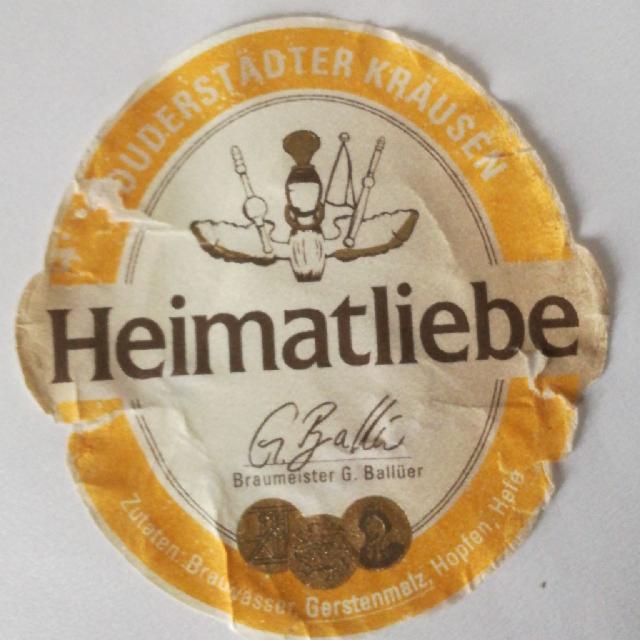 DUDERSTÄDTER KRÄUSEN
Heimatliebe
G. Ballüer
Braumeister G. Ballüer
Zutaten: Brauwasser, Gerstenmalz, Hopfen, Hefe